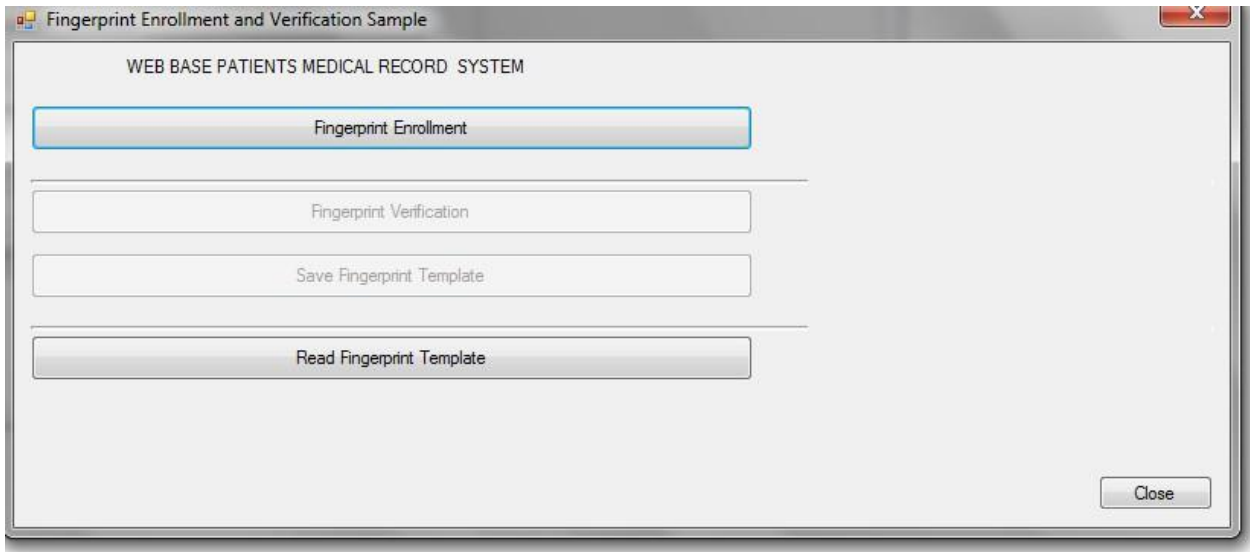 Fingerprint Enrollment and Verification Sample
WEB BASE PATIENTS MEDICAL RECORD SYSTEM
Fingerprint Enrollment
Fingerprint Verification
Save Fingerprint Template
Read Fingerprint Template
Close